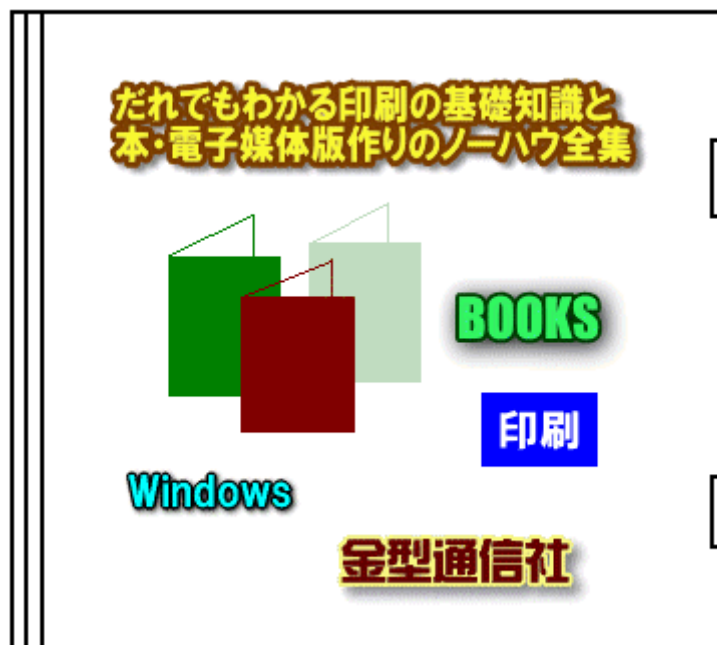 だれでもわかる印刷の基礎知識と
本・電子媒体版作りのノーハウ全集
BOOKS
印刷
Windows
金型通信社